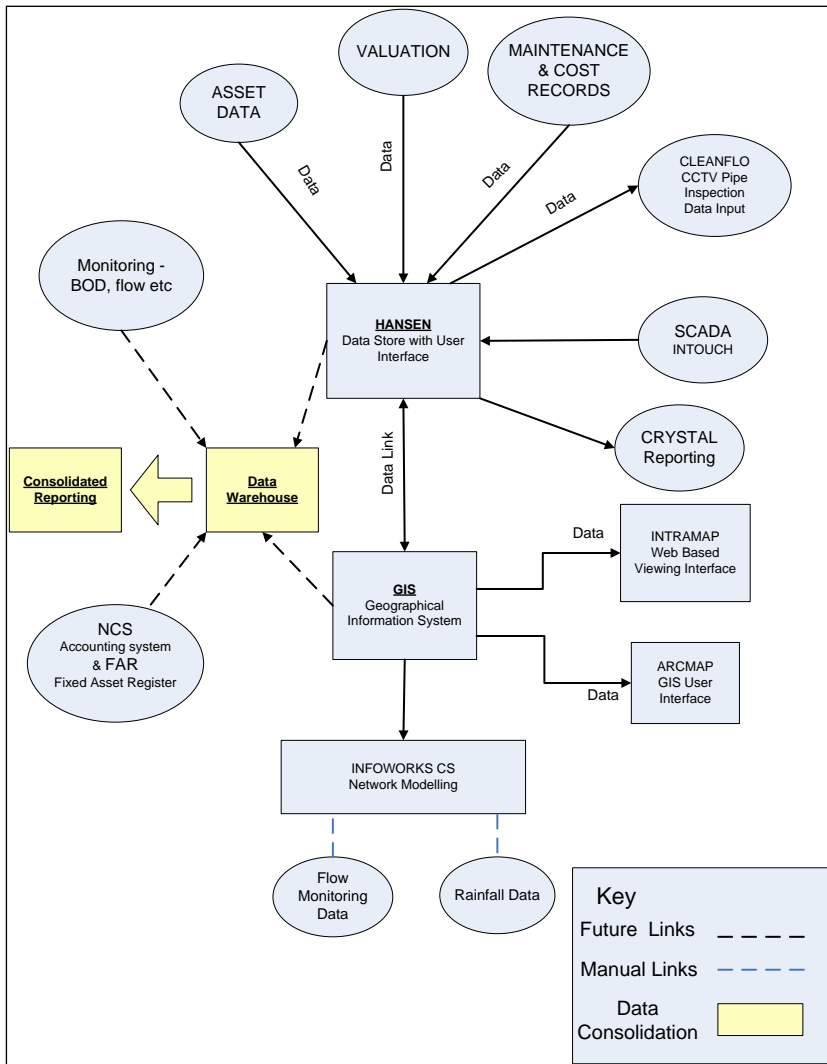 VALUATION
MAINTENANCE
& COST
RECORDS
ASSET
DATA
Data
Data
Data
Data
CLEANFLO
CCTV Pipe
Inspection
Data Input
Monitoring -
BOD, flow etc
HANSEN
Data Store with User
Interface
SCADA
INTOUCH
CRYSTAL
Reporting
Data Link
Consolidated
Reporting
Data
Warehouse
Data
INTRAMAP
Web Based
Viewing Interface
GIS
Geographical
Information System
NCS
Accounting system
& FAR
Fixed Asset Register
Data
ARCMAP
GIS User
Interface
INFOWORKS CS
Network Modelling
Flow
Monitoring
Data
Rainfall Data
Key
Future Links
Manual Links
Data
Consolidation